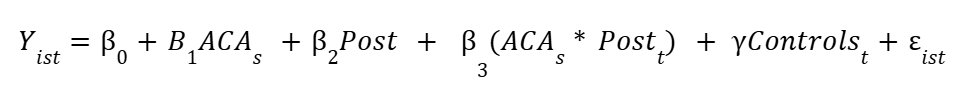 Y_ist = β_0 + B_1ACA_s + β_2Post + β_3(ACA_s * Post_t) + γControls_t + ε_ist